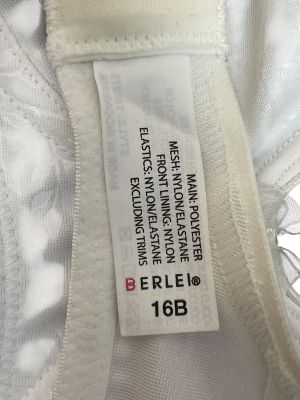 MAIN: POLYESTER
MESH: NYLON/ELASTANE
FRONT LINING: NYLON
ELASTICS: NYLON/ELASTANE
EXCLUDING TRIMS
BERLEI®
16B